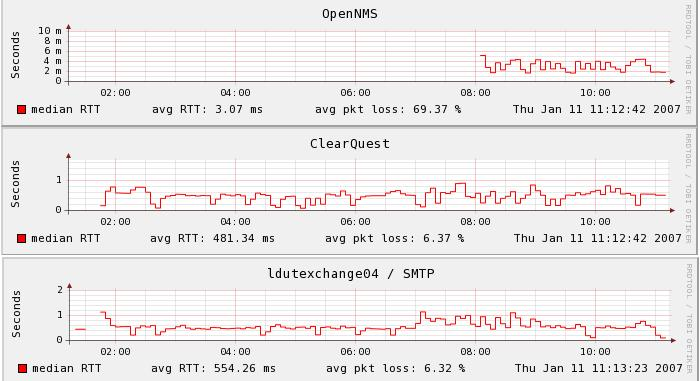 OpenNMS
RRDTOOL / TOBI OETIKER
Seconds
10 m
8 m
6 m
4 m
2 m
0
02:00 04:00 06:00 08:00 10:00
median RTT avg RTT: 3.07 ms avg pkt loss: 69.37 % Thu Jan 11 11:12:42 2007
ClearQuest
RRDTOOL / TOBI OETIKER
Seconds
1
0
02:00 04:00 06:00 08:00 10:00
median RTT avg RTT: 481.34 ms avg pkt loss: 6.37 % Thu Jan 11 11:12:42 2007
ldutexchange04 / SMTP
RRDTOOL / TOBI OETIKER
Seconds
2
1
0
02:00 04:00 06:00 08:00 10:00
median RTT avg RTT: 554.26 ms avg pkt loss: 6.32 % Thu Jan 11 11:13:23 2007